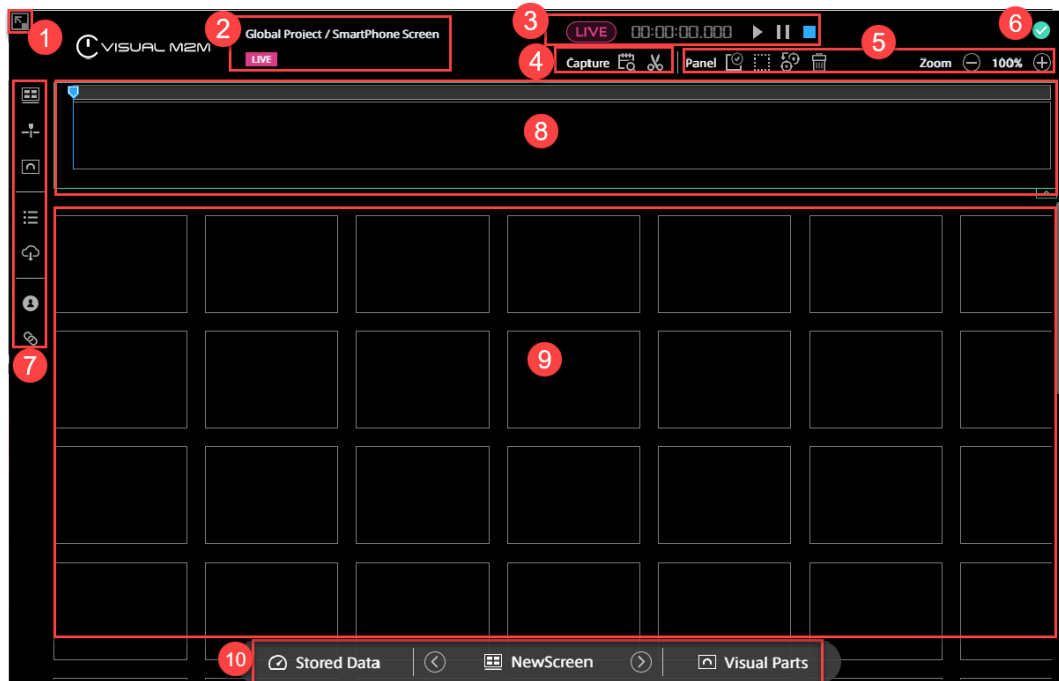 1
2
3
4
5
6
7
8
9
10
VISUAL M2M
Global Project / SmartPhone Screen
LIVE
LIVE 00:00:00.000
Capture
Panel
Zoom 100%
Stored Data
NewScreen
Visual Parts